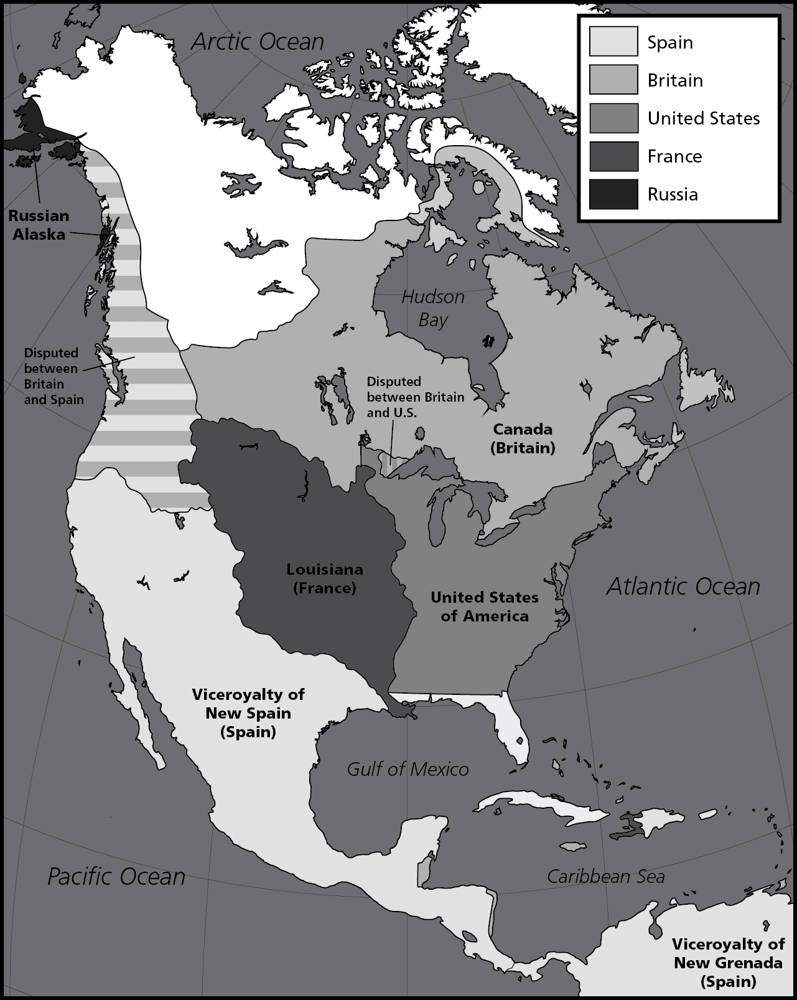 Arctic Ocean
Spain
Britain
United States
France
Russia
Russian
Alaska
Hudson
Bay
Disputed
between
Britain
and Spain
Disputed
between Britain
and U.S.
Canada
(Britain)
Louisiana
(France)
United States
of America
Atlantic Ocean
Viceroyalty of
New Spain
(Spain)
Gulf of Mexico
Pacific Ocean
Caribbean Sea
Viceroyalty of
New Grenada
(Spain)